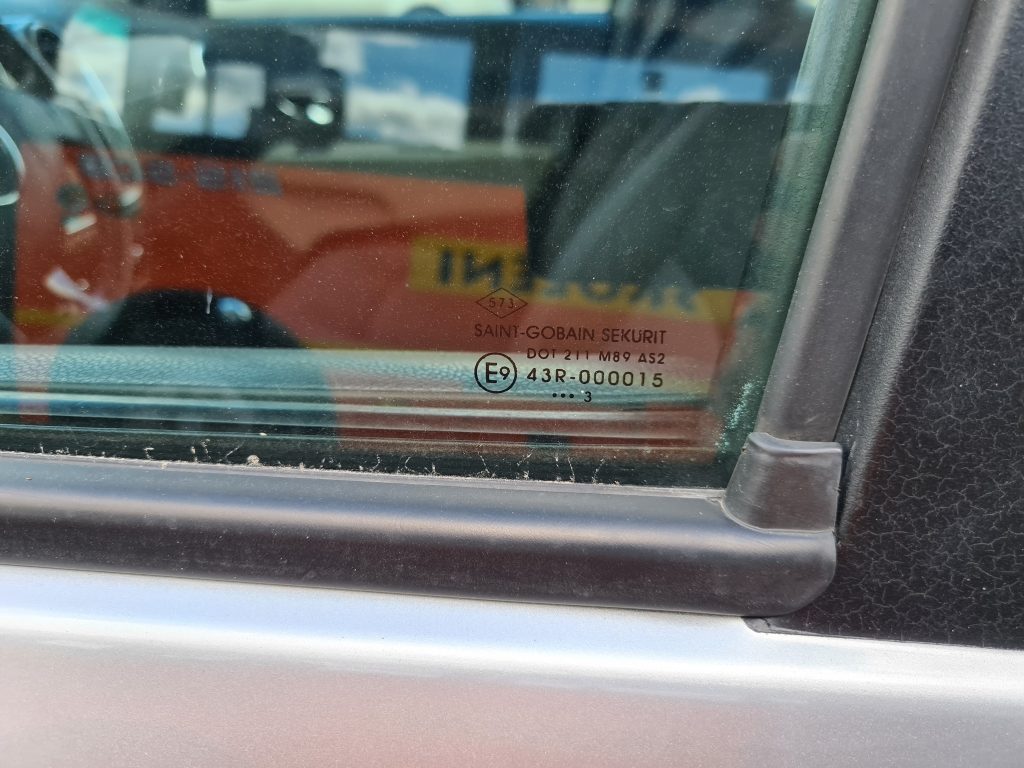 573
SAINT-GOBAIN SEKURIT
DOT 211 M89 AS2
E9 43R-000015
••• 3